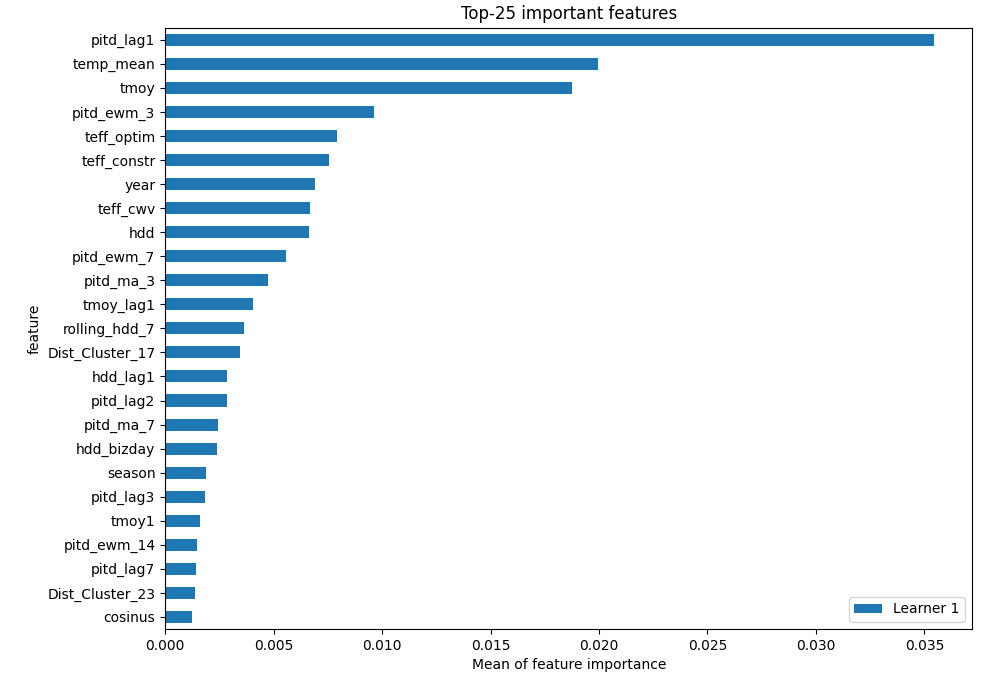 Top-25 important features
pitd_lag1
temp_mean
tmoy
pitd_ewm_3
teff_optim
teff_constr
year
teff_cwv
hdd
pitd_ewm_7
pitd_ma_3
tmoy_lag1
rolling_hdd_7
Dist_Cluster_17
hdd_lag1
pitd_lag2
pitd_ma_7
hdd_bizday
season
pitd_lag3
tmoy1
pitd_ewm_14
pitd_lag7
Dist_Cluster_23
cosinus
feature
Learner 1
0.000 0.005 0.010 0.015 0.020 0.025 0.030 0.035
Mean of feature importance